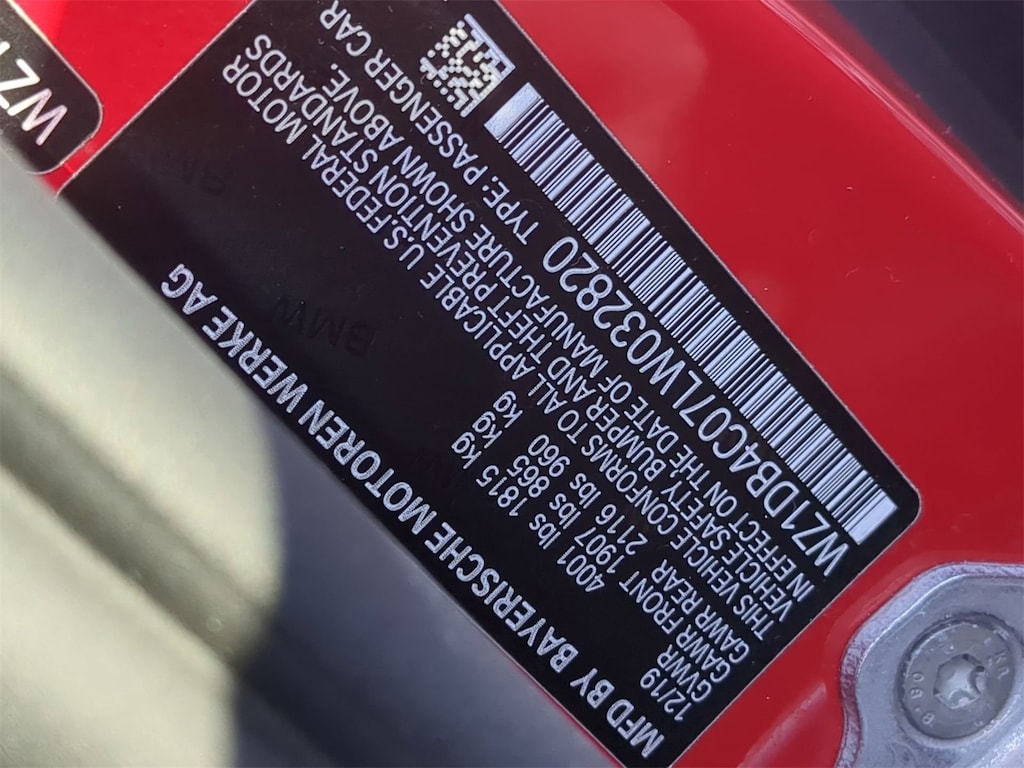 MFD BY BAYERISCHE MOTOREN WERKE AG
12/19
GVWR 4001 lbs 1815 kg
GAWR FRONT 1907 lbs 865 kg
GAWR REAR 2116 lbs 960 kg
THIS VEHICLE CONFORMS TO ALL APPLICABLE U.S.FEDERAL MOTOR
VEHICLE SAFETY, BUMPER AND THEFT PREVENTION STANDARDS
IN EFFECT ON THE DATE OF MANUFACTURE SHOWN ABOVE.
WZ1DB4C07LW032820 TYPE: PASSENGER CAR
WZ1
BMW